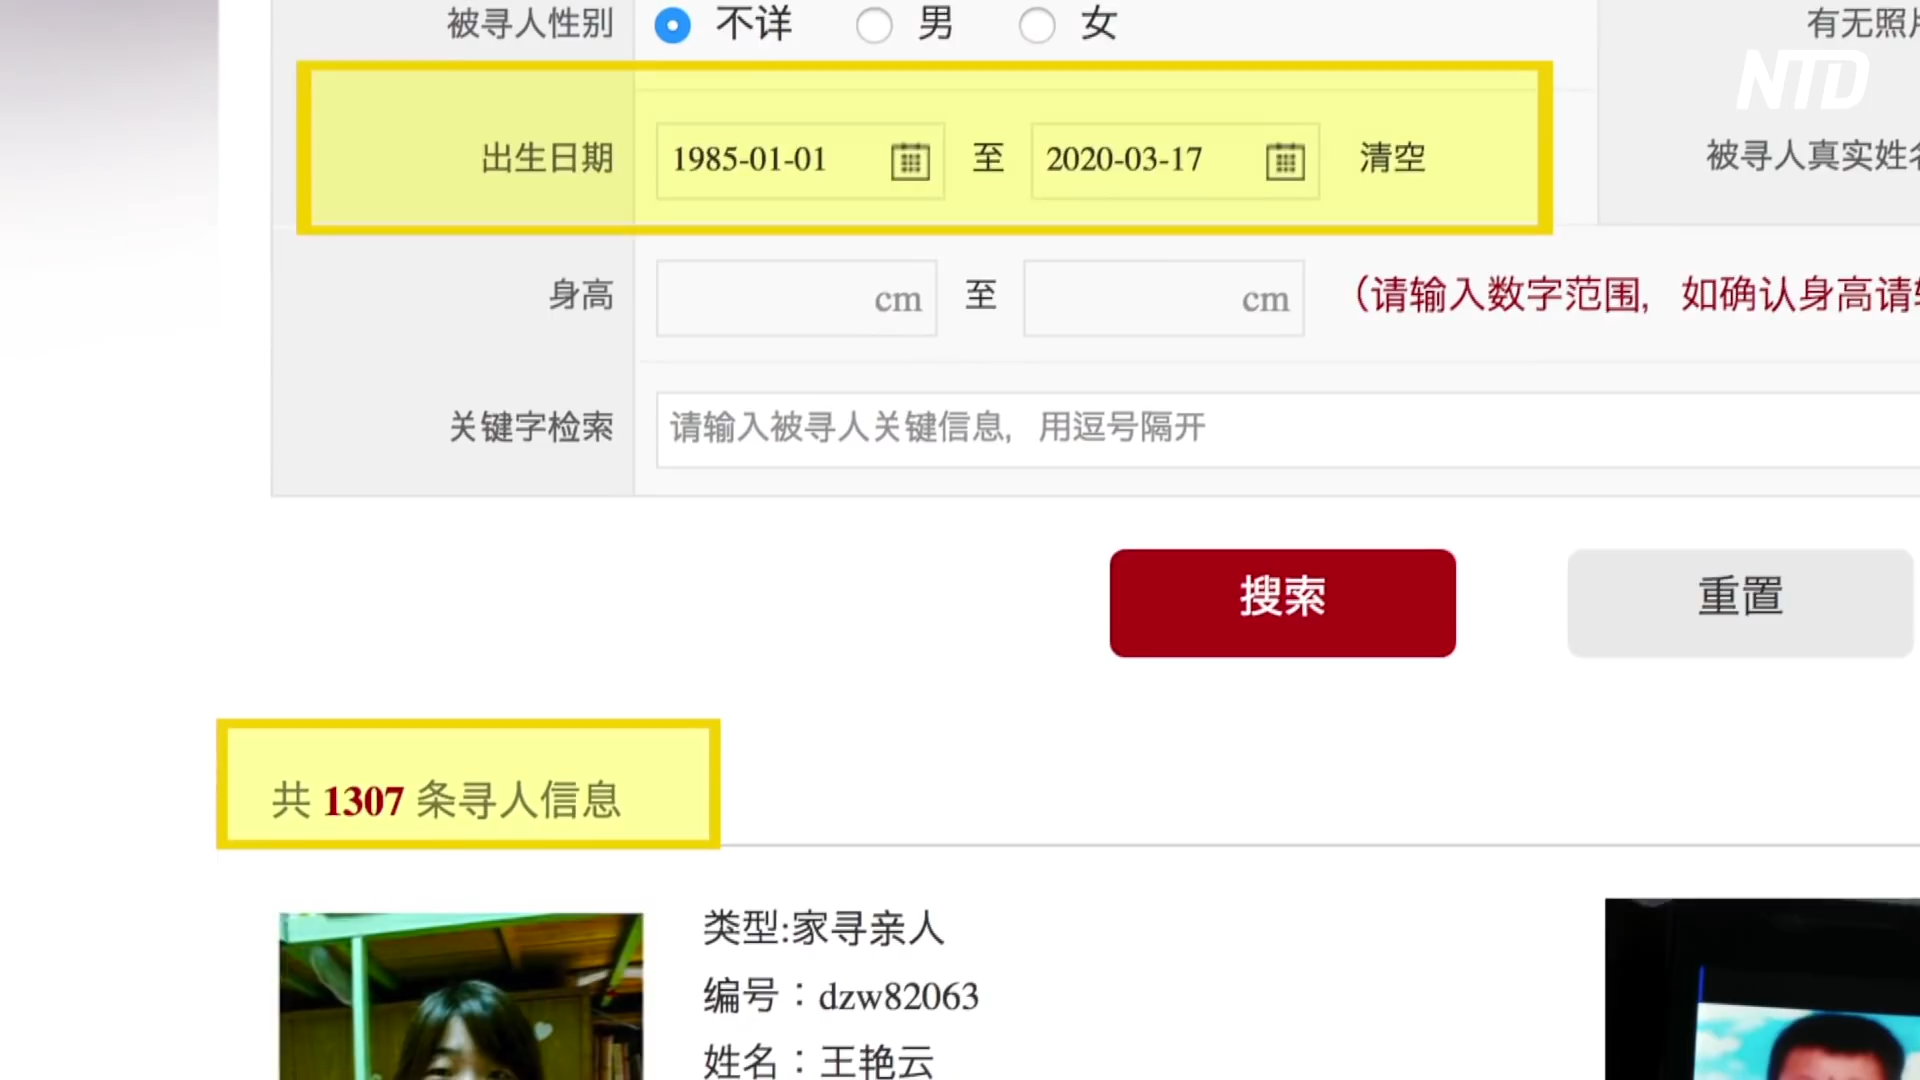 被寻人性别 不详 男 女 有无照片
NTD
出生日期 1985-01-01 至 2020-03-17 清空 被寻人真实姓名
身高 cm 至 cm （请输入数字范围，如确认身高请输
关键字检索 请输入被寻人关键信息，用逗号隔开
搜索 重置
共 1307 条寻人信息
类型:家寻亲人
编号：dzw82063
姓名：王艳云